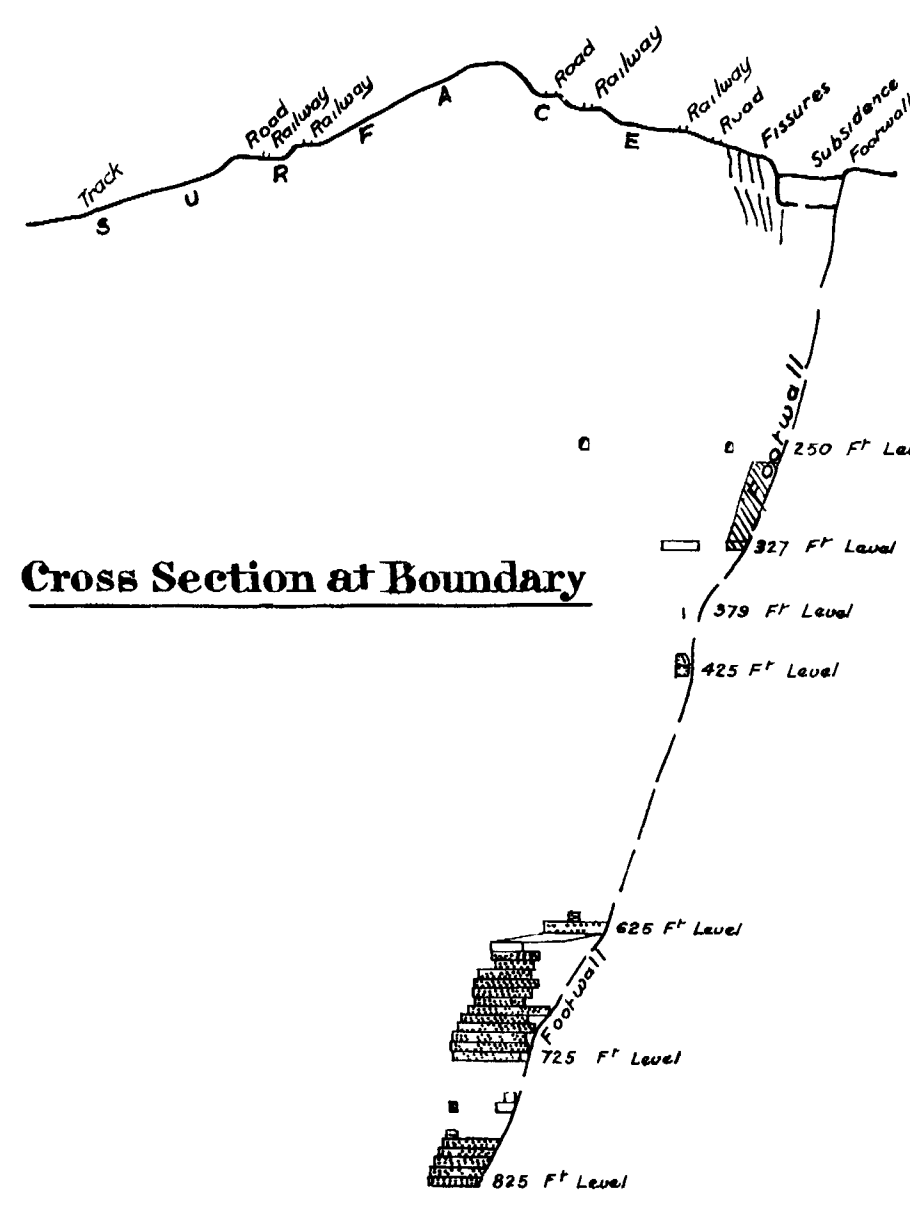 Track
Road
Railway
Railway
Road
Railway
Railway
Road
Fissures
Subsidence
Footwall
S U R F A C E
Footwall
250 Ft Le
327 Ft Level
Cross Section at Boundary
379 Ft Level
425 Ft Level
625 Ft Level
Footwall
725 Ft Level
825 Ft Level